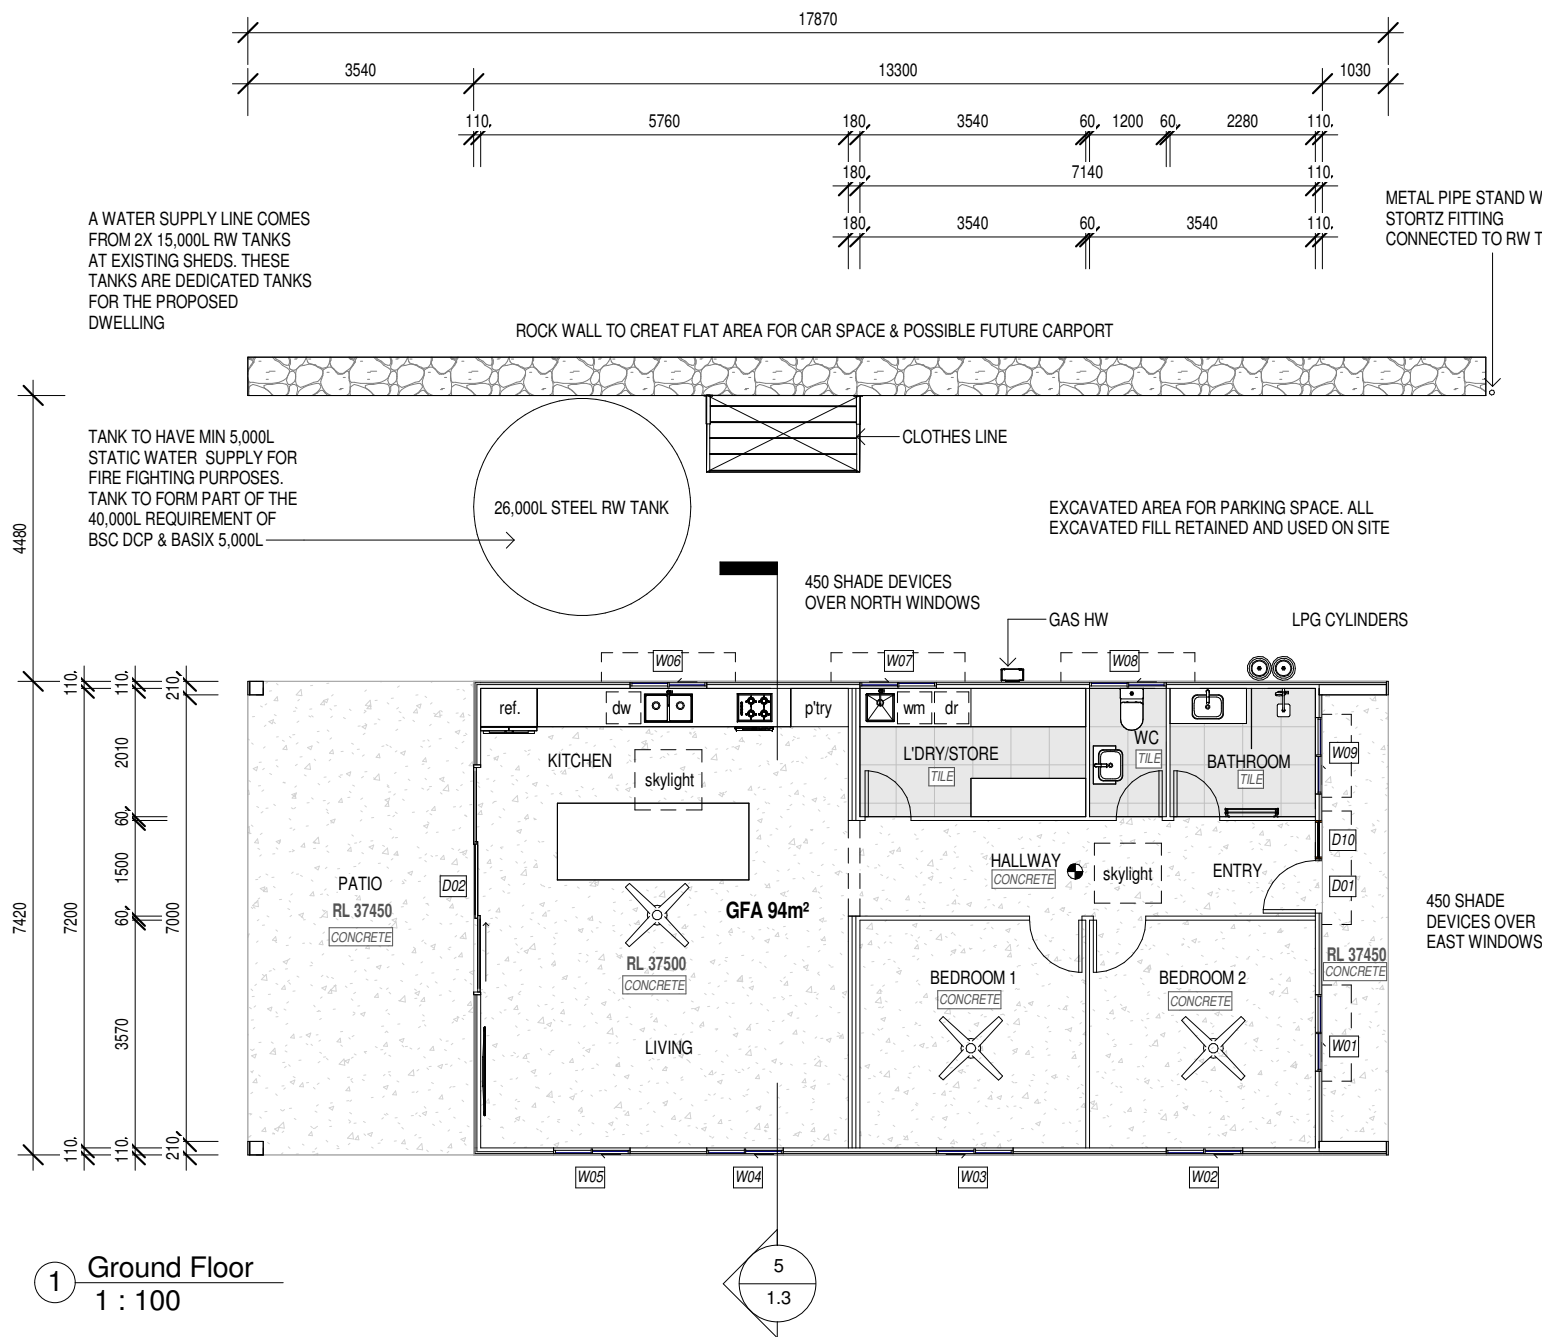 17870
3540
13300
1030
110
5760
180
3540
60
1200
60
2280
110
180
7140
110
180
3540
60
3540
110
A WATER SUPPLY LINE COMES
FROM 2X 15,000L RW TANKS
AT EXISTING SHEDS. THESE
TANKS ARE DEDICATED TANKS
FOR THE PROPOSED
DWELLING
METAL PIPE STAND W
STORTZ FITTING
CONNECTED TO RW T
ROCK WALL TO CREAT FLAT AREA FOR CAR SPACE & POSSIBLE FUTURE CARPORT
TANK TO HAVE MIN 5,000L
STATIC WATER SUPPLY FOR
FIRE FIGHTING PURPOSES.
TANK TO FORM PART OF THE
40,000L REQUIREMENT OF
BSC DCP & BASIX 5,000L
CLOTHES LINE
26,000L STEEL RW TANK
EXCAVATED AREA FOR PARKING SPACE. ALL
EXCAVATED FILL RETAINED AND USED ON SITE
4480
450 SHADE DEVICES
OVER NORTH WINDOWS
GAS HW
LPG CYLINDERS
W06
W07
W08
110
110
210
ref.
dw
p'try
wm
dr
2010
KITCHEN
skylight
L'DRY/STORE
TILE
WC
TILE
BATHROOM
TILE
W09
60
D10
1500
HALLWAY
CONCRETE
skylight
ENTRY
D01
PATIO
RL 37450
CONCRETE
D02
GFA 94m²
60
7420
7200
7000
450 SHADE
DEVICES OVER
EAST WINDOWS
RL 37500
CONCRETE
BEDROOM 1
CONCRETE
BEDROOM 2
CONCRETE
RL 37450
CONCRETE
3570
LIVING
W01
110
110
210
W05
W04
W03
W02
1
Ground Floor
1 : 100
5
1.3